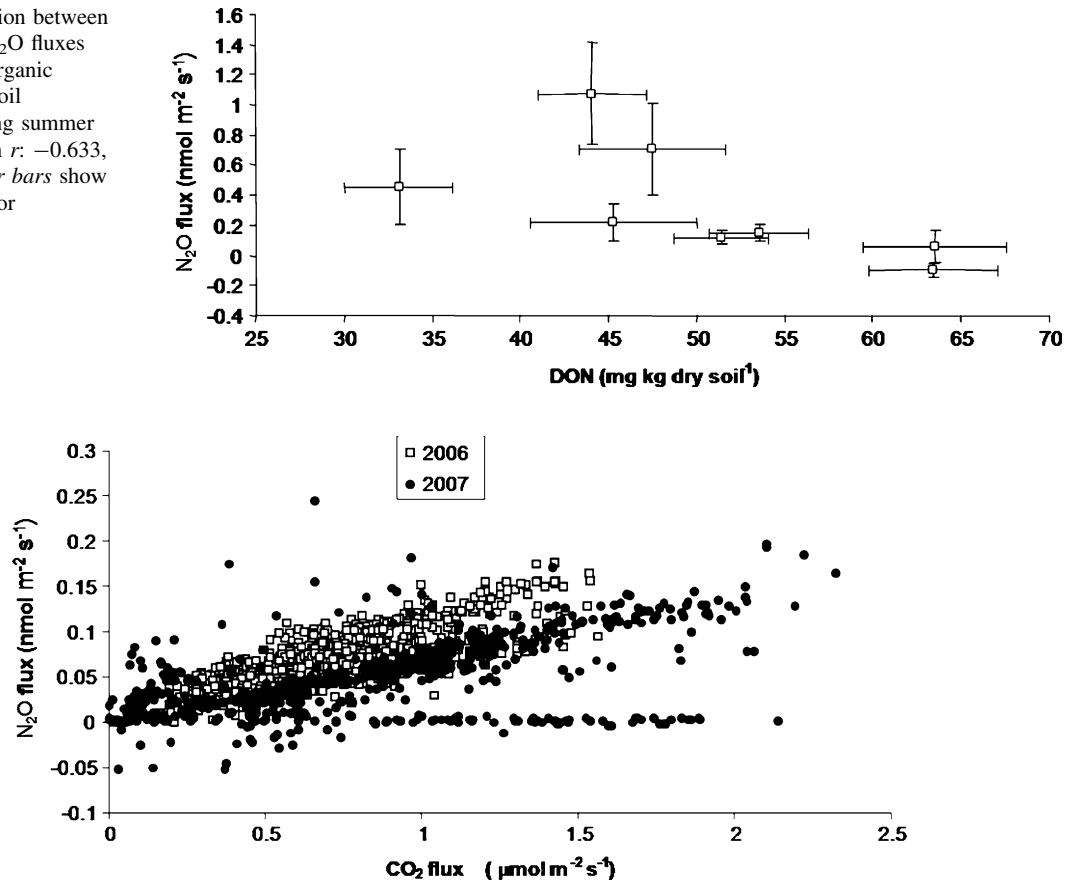 ion between
₂O fluxes
rganic
oil
ng summer
n r: −0.633,
r bars show
or
1.6
1.4
1.2
1
0.8
0.6
0.4
0.2
0
-0.2
-0.4
N₂O flux (nmol m⁻² s⁻¹)
25 30 35 40 45 50 55 60 65 70
DON (mg kg dry soil¹)
2006
2007
0.3
0.25
0.2
0.15
0.1
0.05
0
-0.05
-0.1
N₂O flux (nmol m⁻² s⁻¹)
0 0.5 1 1.5 2 2.5
CO₂ flux ( µmol m⁻² s⁻¹)